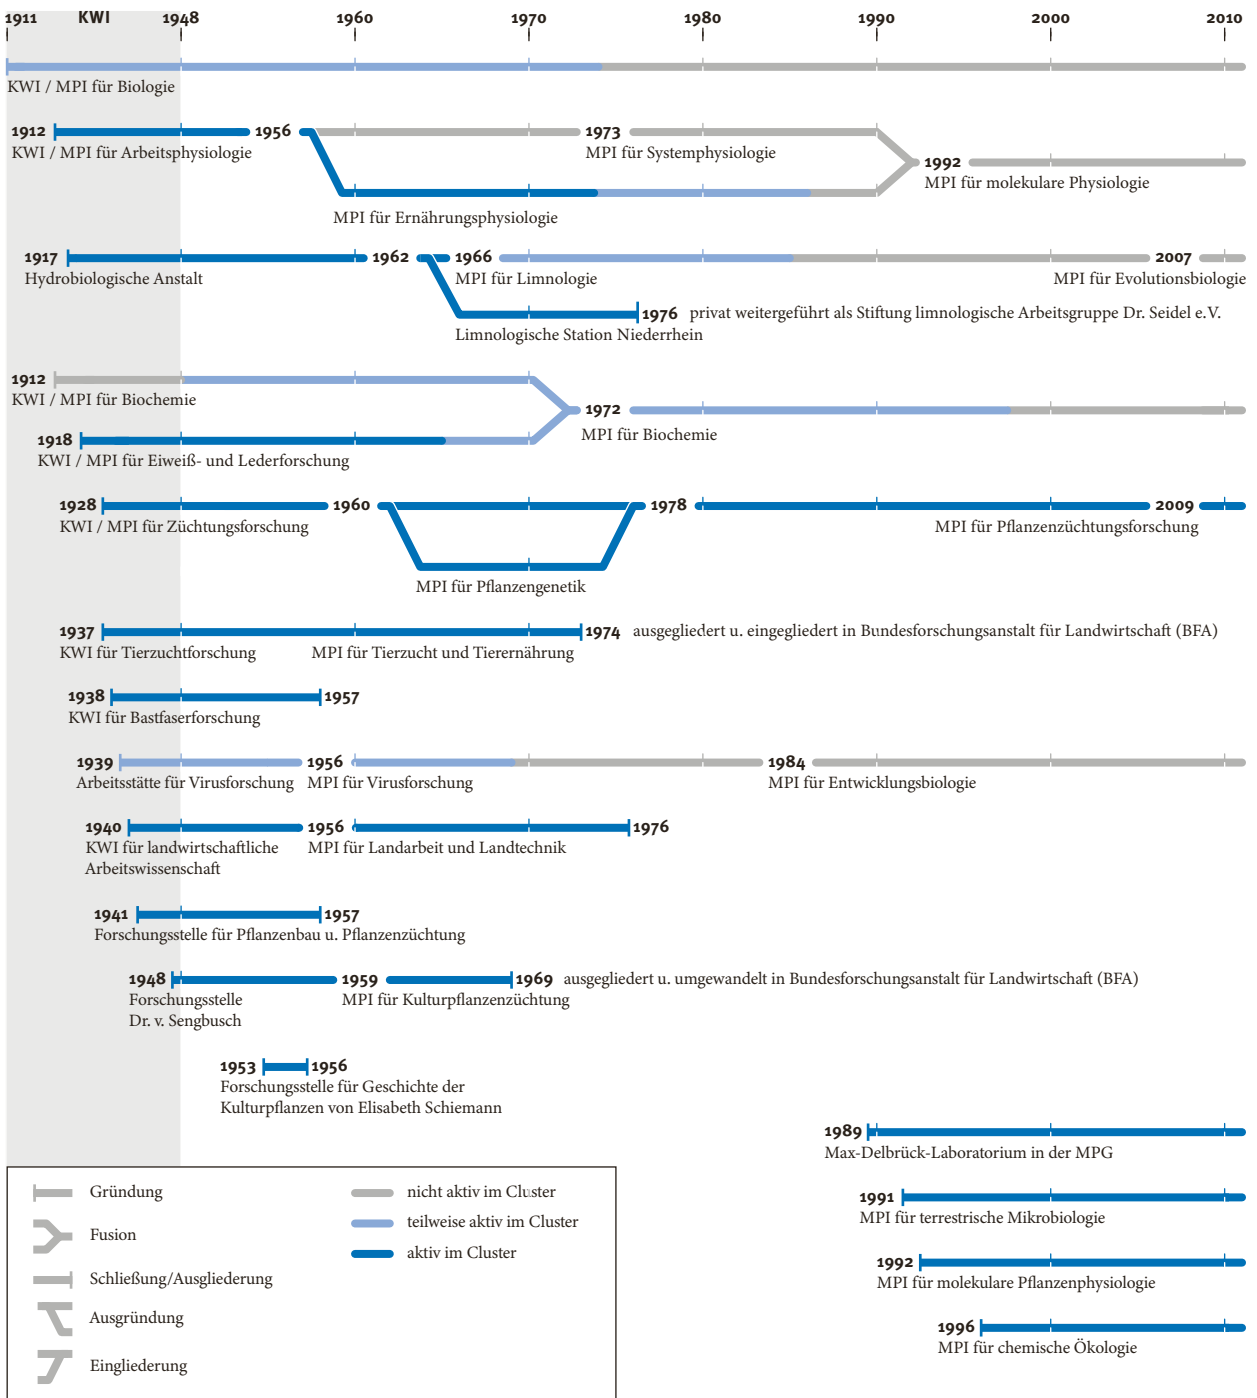 1911 KWI 1948 1960 1970 1980 1990 2000 2010
KWI / MPI für Biologie
1912 1956 1973
KWI / MPI für Arbeitsphysiologie
MPI für Systemphysiologie
1992
MPI für molekulare Physiologie
MPI für Ernährungsphysiologie
1917 1962 1966 2007
Hydrobiologische Anstalt
MPI für Limnologie
MPI für Evolutionsbiologie
1976 privat weitergeführt als Stiftung limnologische Arbeitsgruppe Dr. Seidel e.V.
Limnologische Station Niederrhein
1912
KWI / MPI für Biochemie
1972
MPI für Biochemie
1918
KWI / MPI für Eiweiß- und Lederforschung
1928 1960 1978 2009
KWI / MPI für Züchtungsforschung
MPI für Pflanzenzüchtungsforschung
MPI für Pflanzengenetik
1937 1974 ausgegliedert u. eingegliedert in Bundesforschungsanstalt für Landwirtschaft (BFA)
KWI für Tierzuchtforschung
MPI für Tierzucht und Tierernährung
1938 1957
KWI für Bastfaserforschung
1939 1956 1984
Arbeitsstätte für Virusforschung
MPI für Virusforschung
MPI für Entwicklungsbiologie
1940 1956 1976
KWI für landwirtschaftliche
Arbeitswissenschaft
MPI für Landarbeit und Landtechnik
1941 1957
Forschungsstelle für Pflanzenbau u. Pflanzenzüchtung
1948 1959 1969 ausgegliedert u. umgewandelt in Bundesforschungsanstalt für Landwirtschaft (BFA)
Forschungsstelle
Dr. v. Sengbusch
MPI für Kulturpflanzenzüchtung
1953 1956
Forschungsstelle für Geschichte der
Kulturpflanzen von Elisabeth Schiemann
1989
Max-Delbrück-Laboratorium in der MPG
1991
MPI für terrestrische Mikrobiologie
1992
MPI für molekulare Pflanzenphysiologie
1996
MPI für chemische Ökologie
Gründung
Fusion
Schließung/Ausgliederung
Ausgründung
Eingliederung
nicht aktiv im Cluster
teilweise aktiv im Cluster
aktiv im Cluster